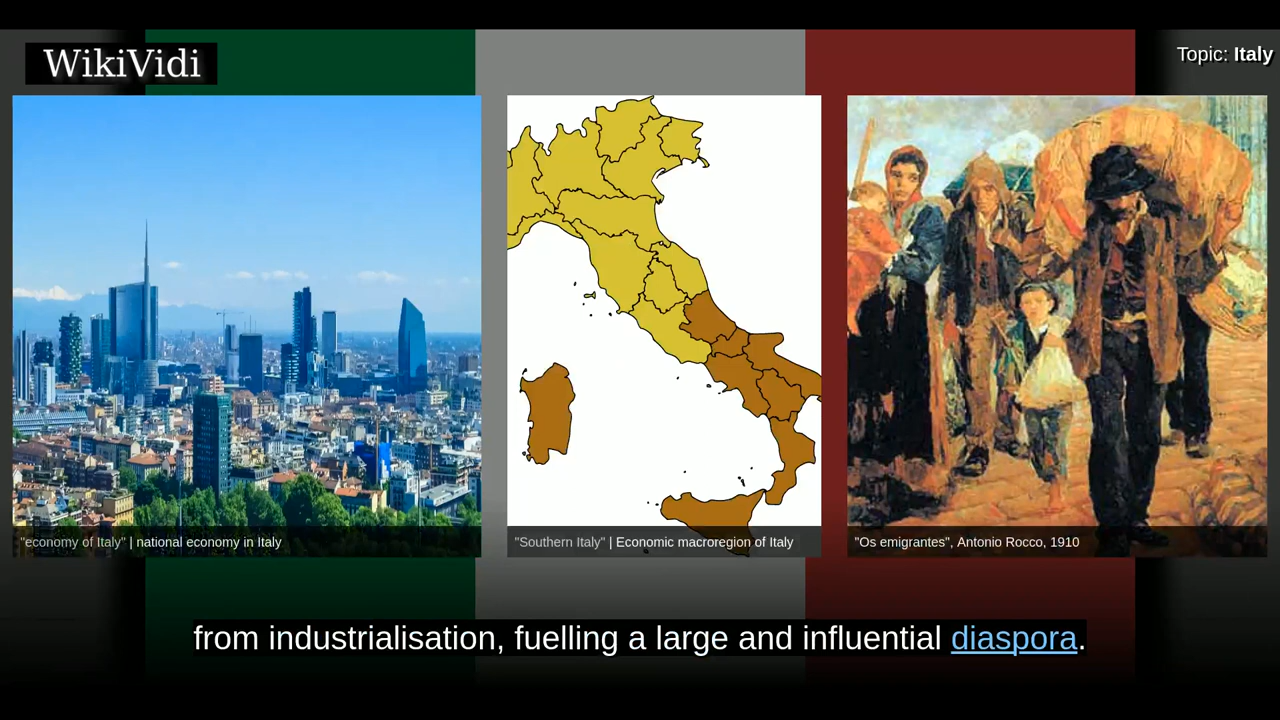 WikiVidi
Topic: Italy
"economy of Italy" | national economy in Italy
"Southern Italy" | Economic macroregion of Italy
"Os emigrantes", Antonio Rocco, 1910
from industrialisation, fuelling a large and influential diaspora.